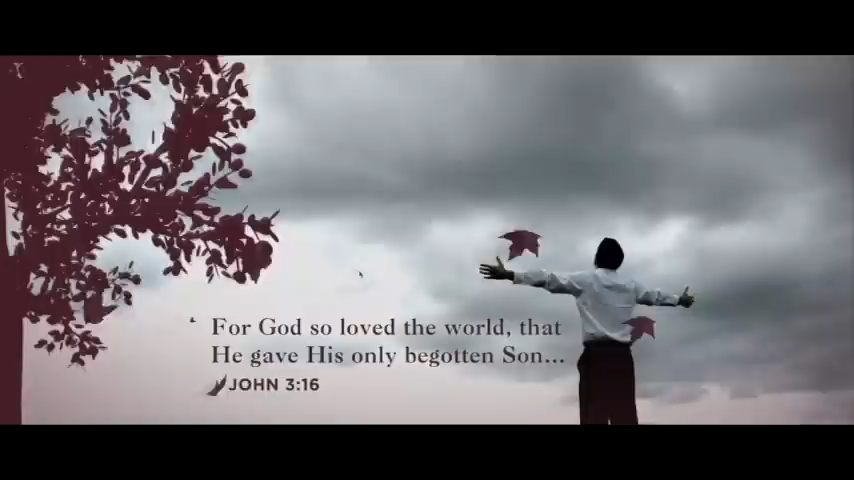 For God so loved the world, that
He gave His only begotten Son...
JOHN 3:16